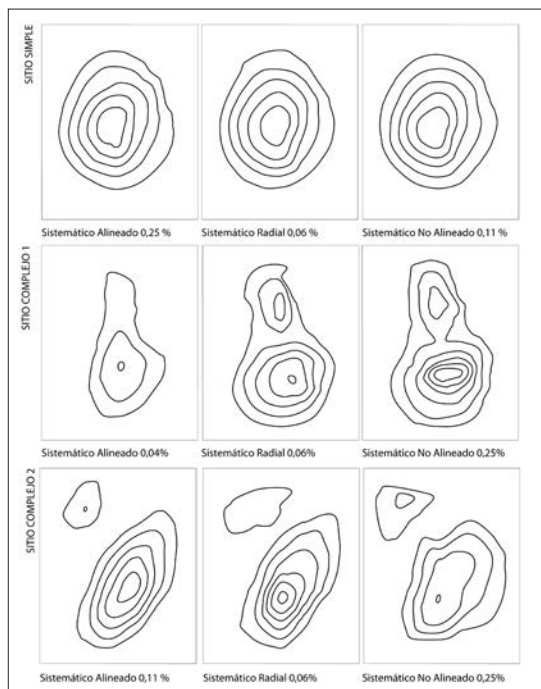 SITIO SIMPLE
Sistemático Alineado 0,25 %
Sistemático Radial 0,06 %
Sistemático No Alineado 0,11 %
SITIO COMPLEJO 1
Sistemático Alineado 0,04%
Sistemático Radial 0,06%
Sistemático No Alineado 0,25%
SITIO COMPLEJO 2
Sistemático Alineado 0,11 %
Sistemático Radial 0,06%
Sistemático No Alineado 0,25%